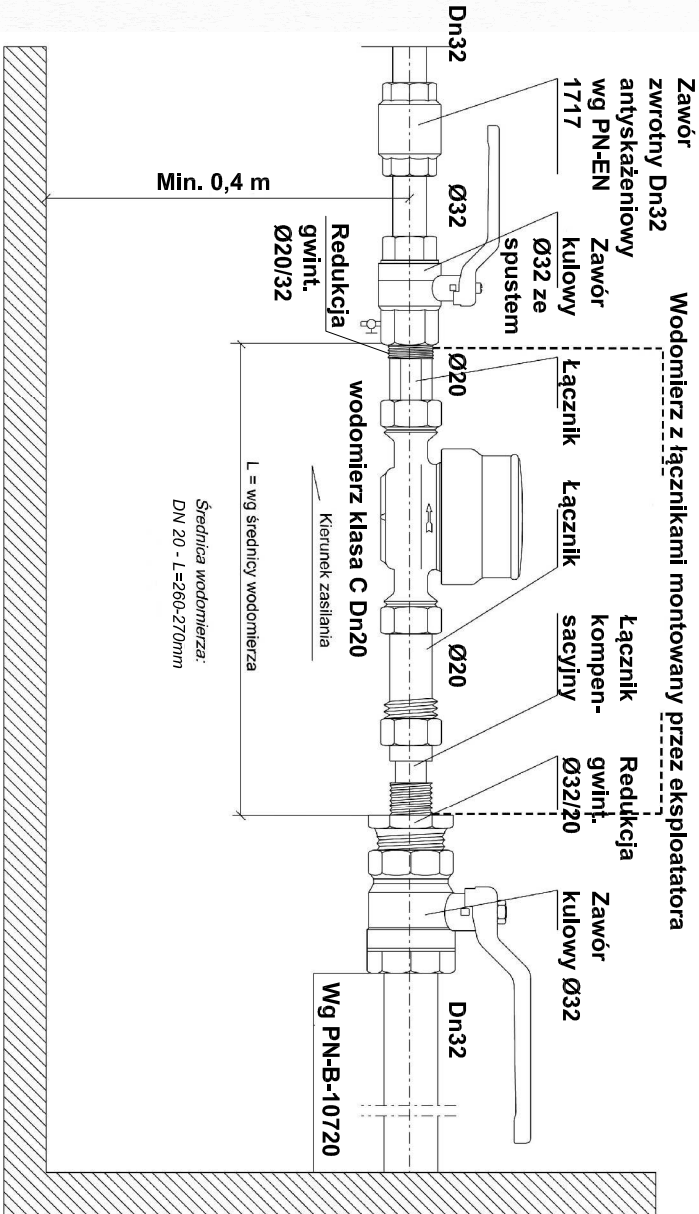 Wodomierz z łącznikami montowany przez eksploatatora
Zawór
zwrotny Dn32
antyskażeniowy
wg PN-EN
1717
Zawór
kulowy
Ø32 ze
spustem
Łącznik
Łącznik
Łącznik
kompen-
sacyjny
Redukcja
gwint.
Ø32/20
Zawór
kulowy Ø32
Dn32
Ø32
Ø20
Ø20
Dn32
Redukcja
gwint.
Ø20/32
wodomierz klasa C Dn20
Kierunek zasilania
Wg PN-B-10720
L = wg średnicy wodomierza
Średnica wodomierza:
DN 20 - L=260-270mm
Min. 0,4 m